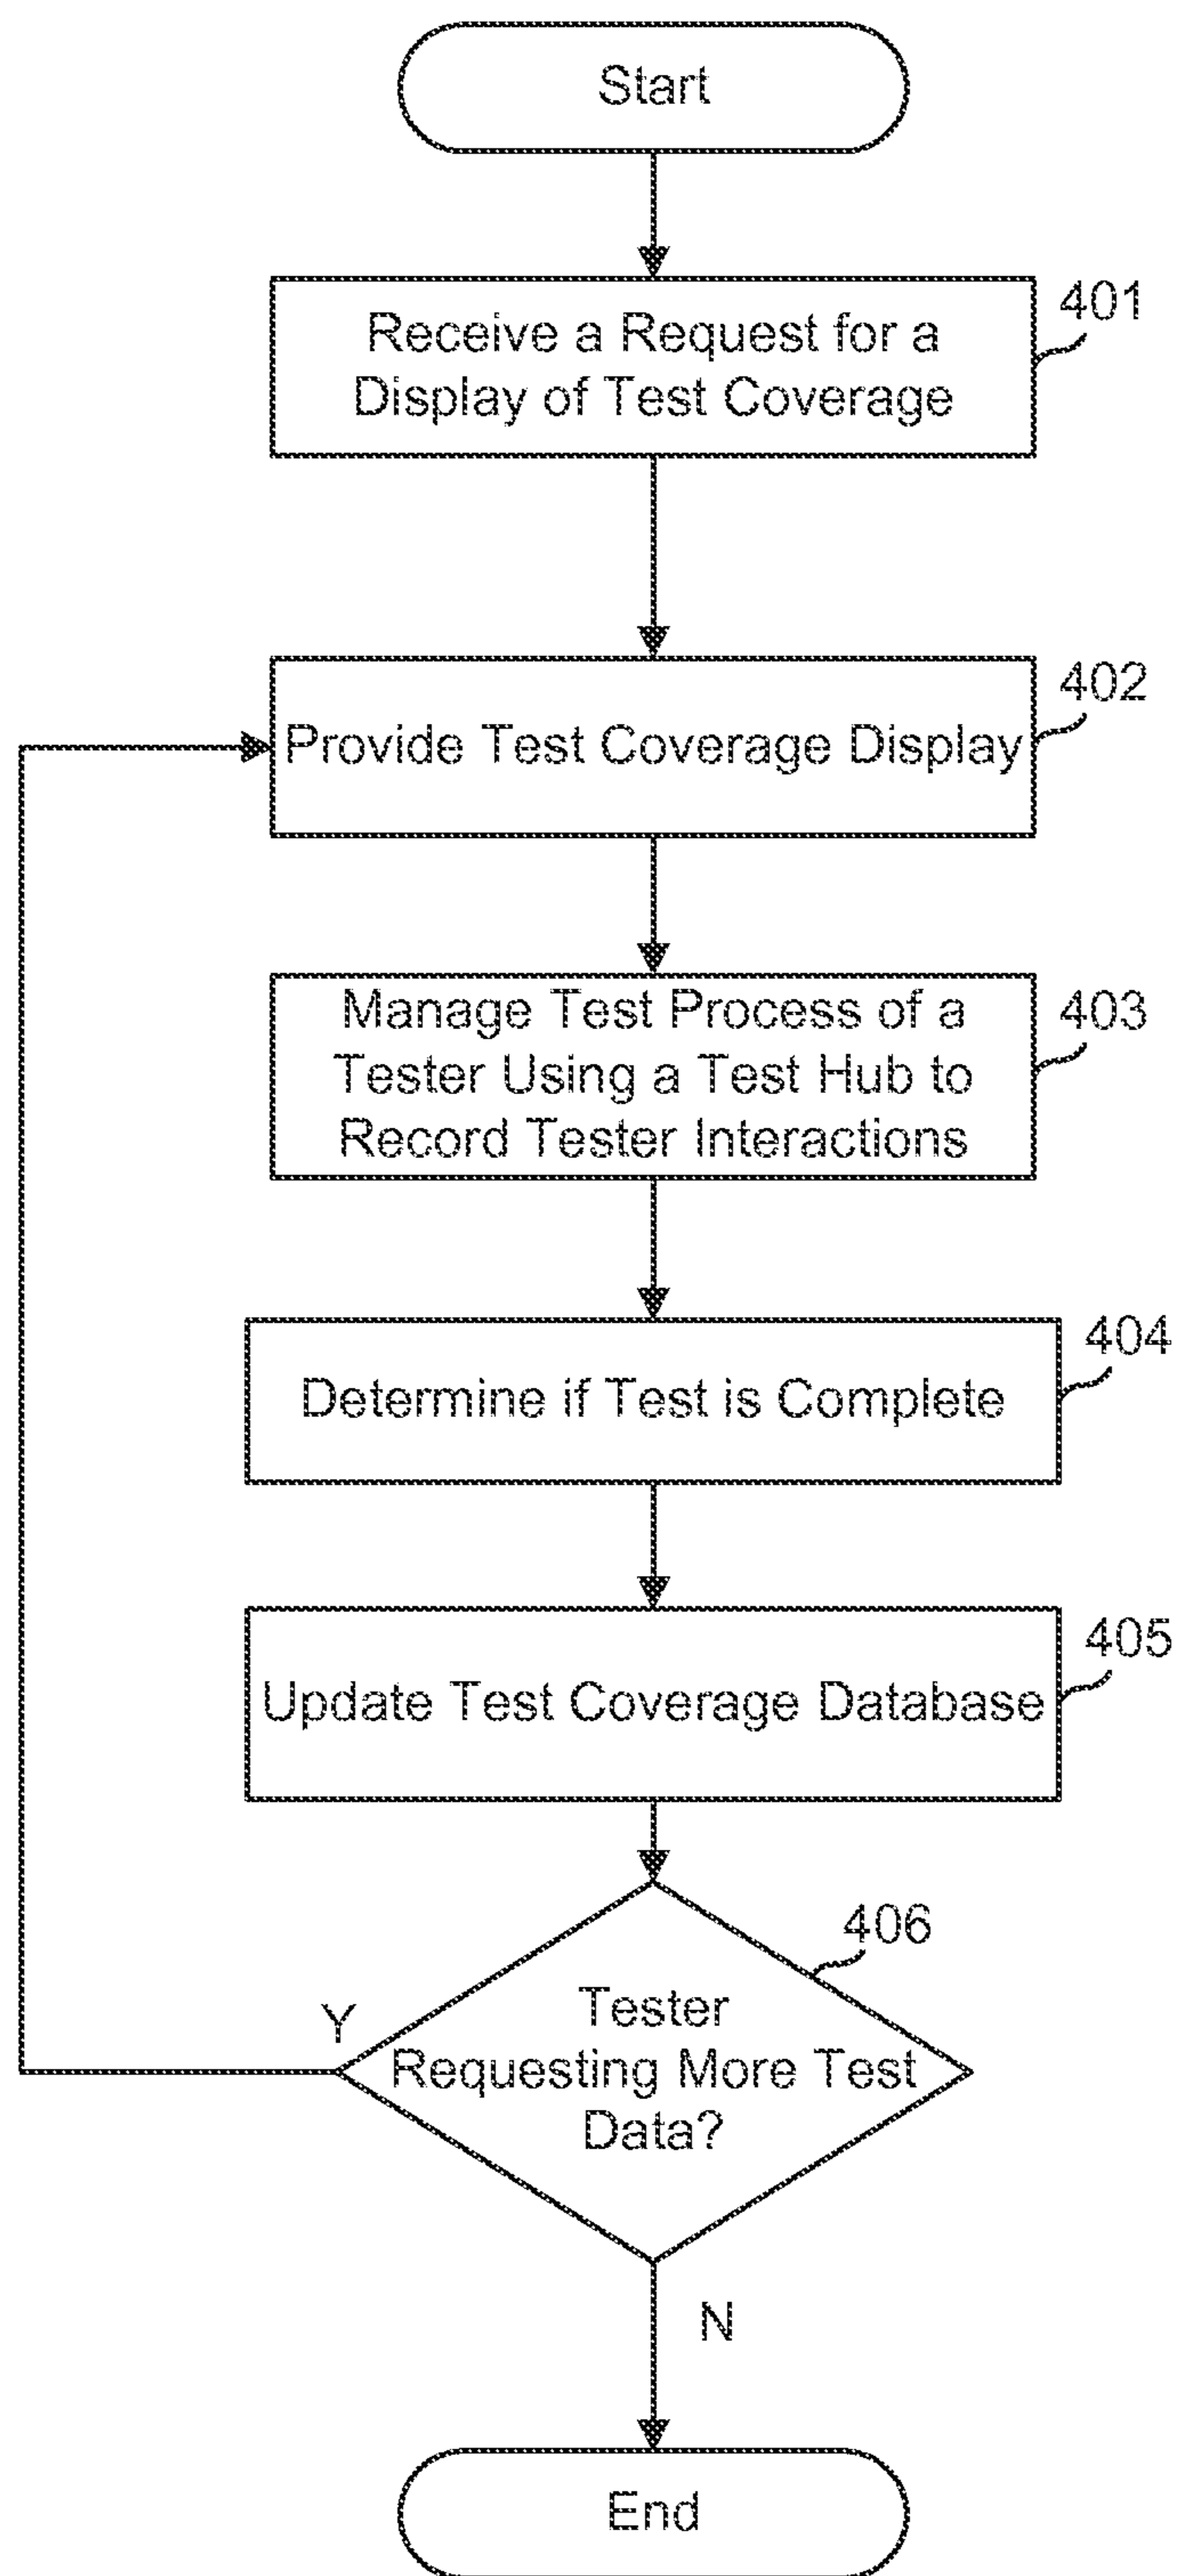 Start
401
Receive a Request for a
Display of Test Coverage
402
Provide Test Coverage Display
403
Manage Test Process of a
Tester Using a Test Hub to
Record Tester Interactions
404
Determine if Test is Complete
405
Update Test Coverage Database
406
Tester
Requesting More Test
Data?
Y
N
End